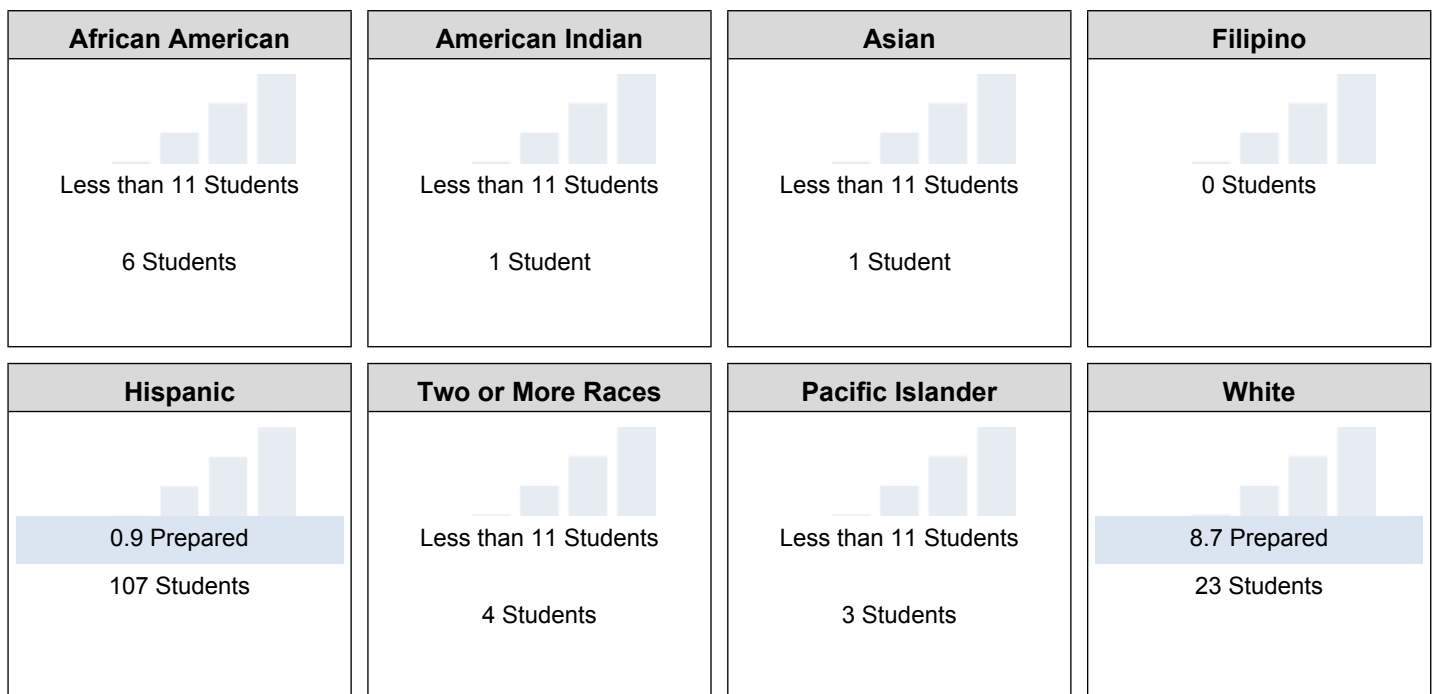 African American
Less than 11 Students
6 Students
American Indian
Less than 11 Students
1 Student
Asian
Less than 11 Students
1 Student
Filipino
0 Students
Hispanic
0.9 Prepared
107 Students
Two or More Races
Less than 11 Students
4 Students
Pacific Islander
Less than 11 Students
3 Students
White
8.7 Prepared
23 Students